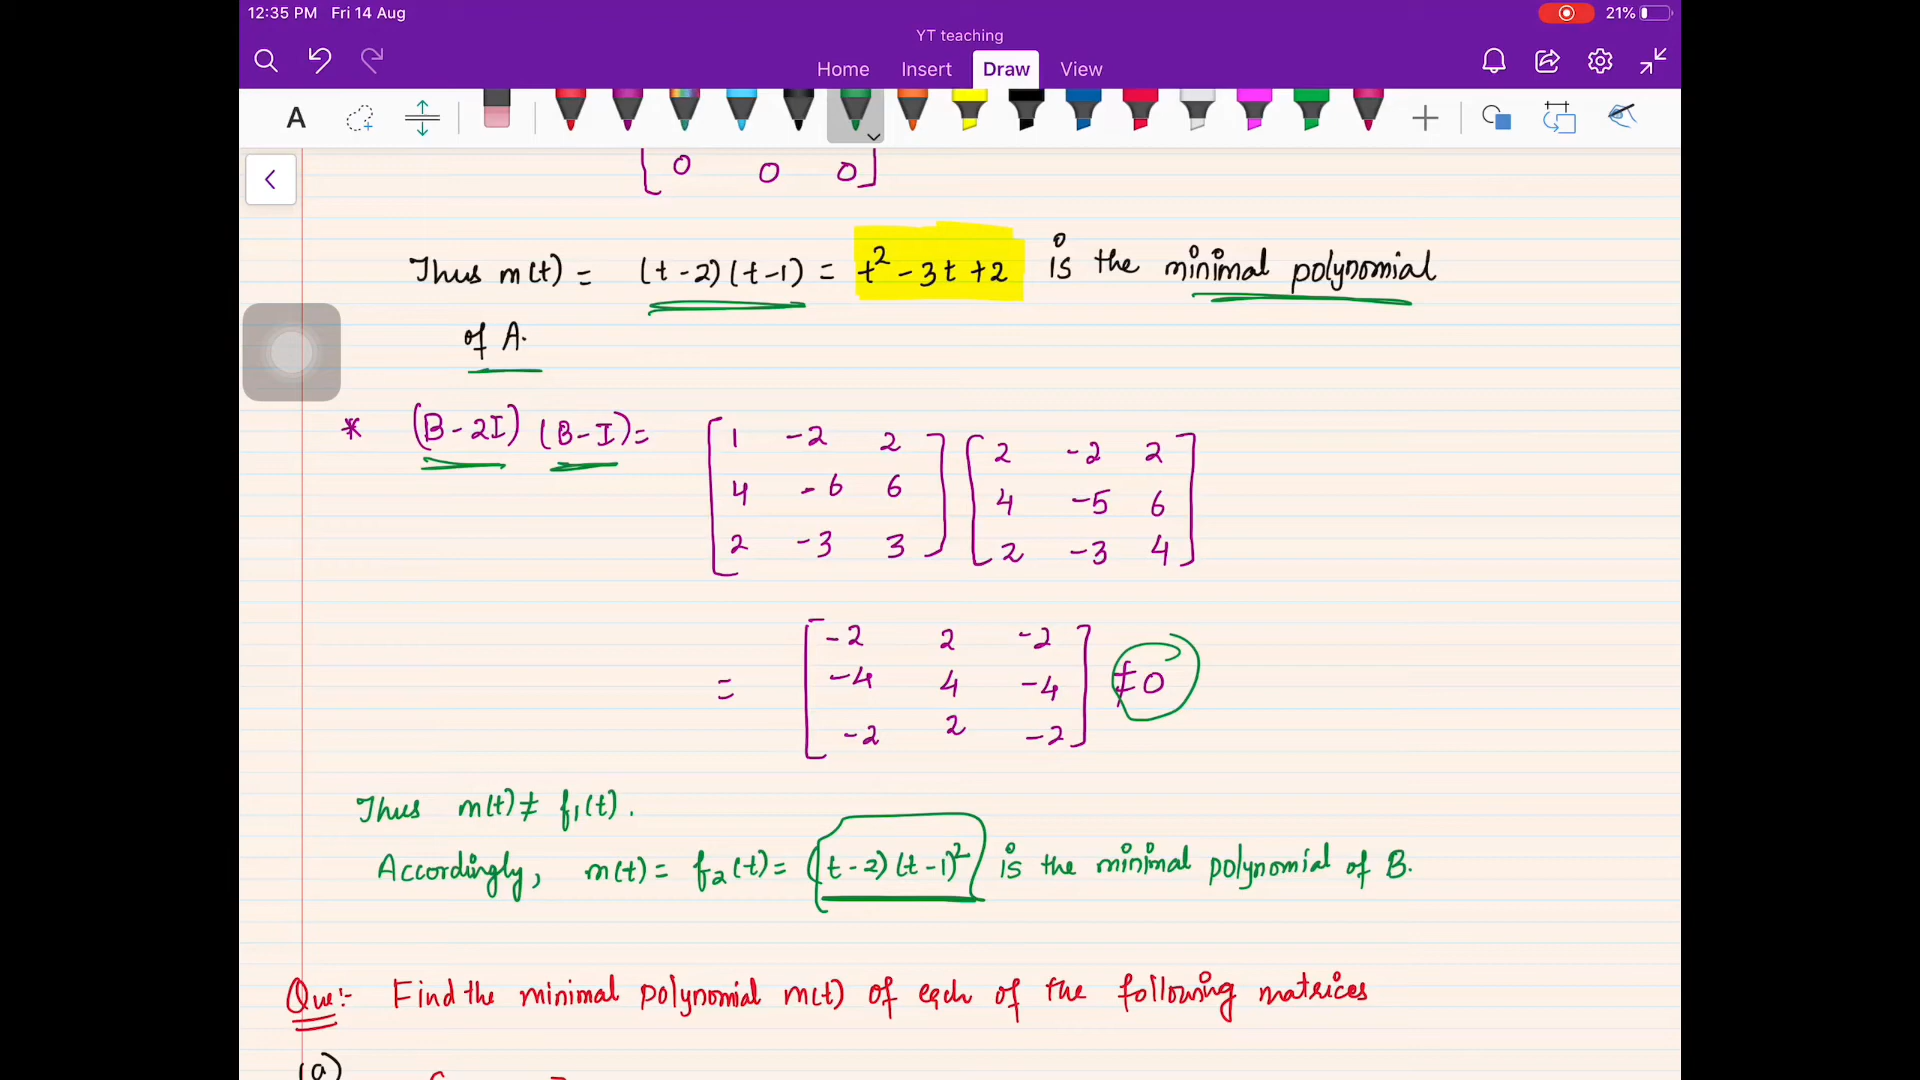 12:35 PM Fri 14 Aug
21%
YT teaching
Home Insert Draw View
A
[0 0 0]
Thus m(t) = (t-2)(t-1) = t² - 3t + 2 is the minimal polynomial
of A.
* (B-2I)(B-I) = [1 -2 2] [2 -2 2]
[4 -6 6] [4 -5 6]
[2 -3 3] [2 -3 4]
= [-2 2 -2]
[-4 4 -4] ≠ 0
[-2 2 -2]
Thus m(t) ≠ f₁(t).
Accordingly, m(t) = f₂(t) = (t-2)(t-1)² is the minimal polynomial of B.
Que:- Find the minimal polynomial m(t) of each of the following matrices
(a)